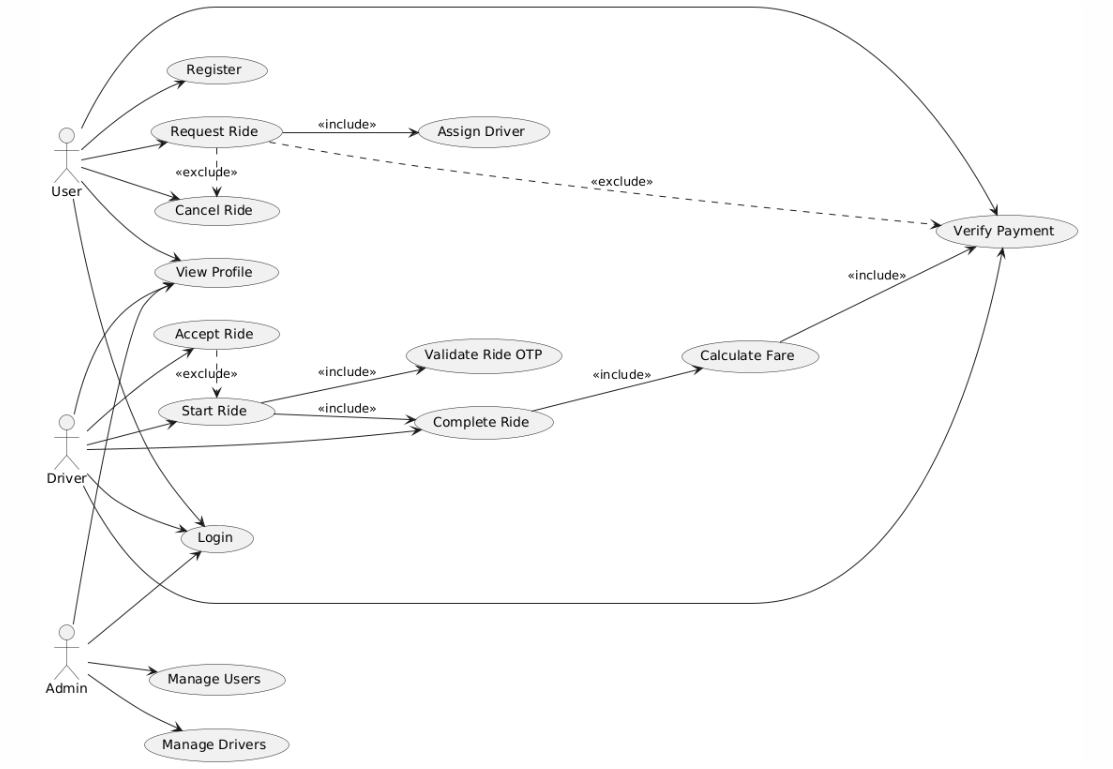 Register
Request Ride
«include»
Assign Driver
«exclude»
«exclude»
User
Cancel Ride
Verify Payment
View Profile
«include»
Accept Ride
Validate Ride OTP
Calculate Fare
«exclude»
«include»
«include»
Start Ride
«include»
Complete Ride
Driver
Login
Admin
Manage Users
Manage Drivers